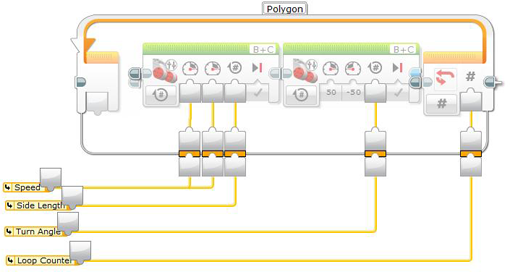 Polygon
B+C
B+C
#
#
50
-50
#
#
#
Speed
Side Length
Turn Angle
Loop Counter